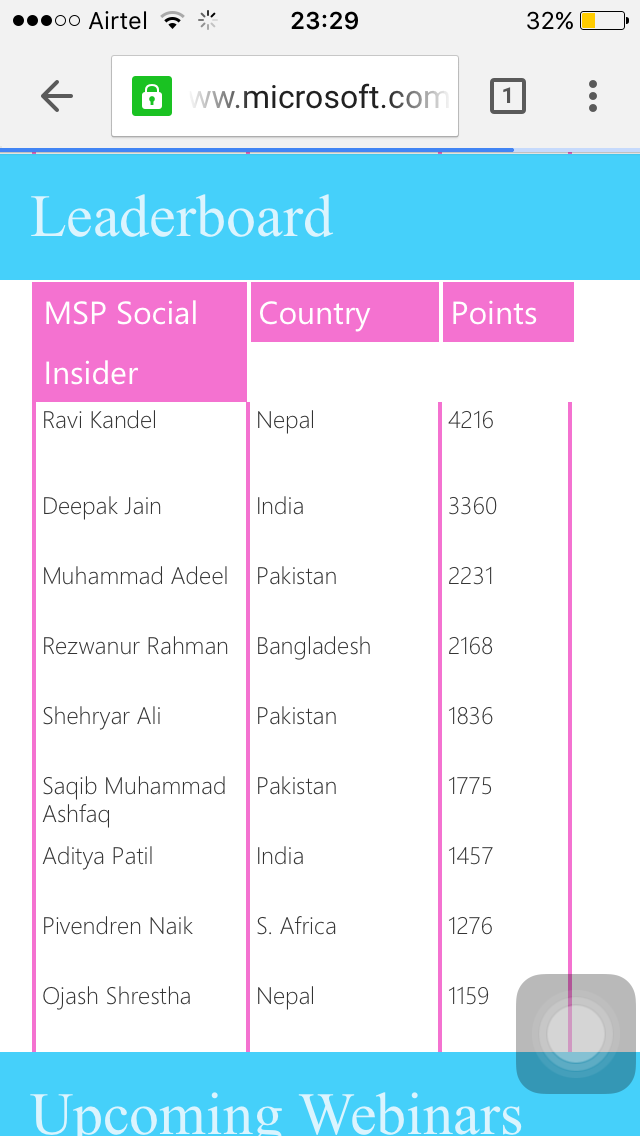 Airtel 23:29 32%
ww.microsoft.com 1
Leaderboard
MSP Social Insider Country Points
Ravi Kandel Nepal 4216
Deepak Jain India 3360
Muhammad Adeel Pakistan 2231
Rezwanur Rahman Bangladesh 2168
Shehryar Ali Pakistan 1836
Saqib Muhammad Ashfaq Pakistan 1775
Aditya Patil India 1457
Pivendren Naik S. Africa 1276
Ojash Shrestha Nepal 1159
Upcoming Webinars